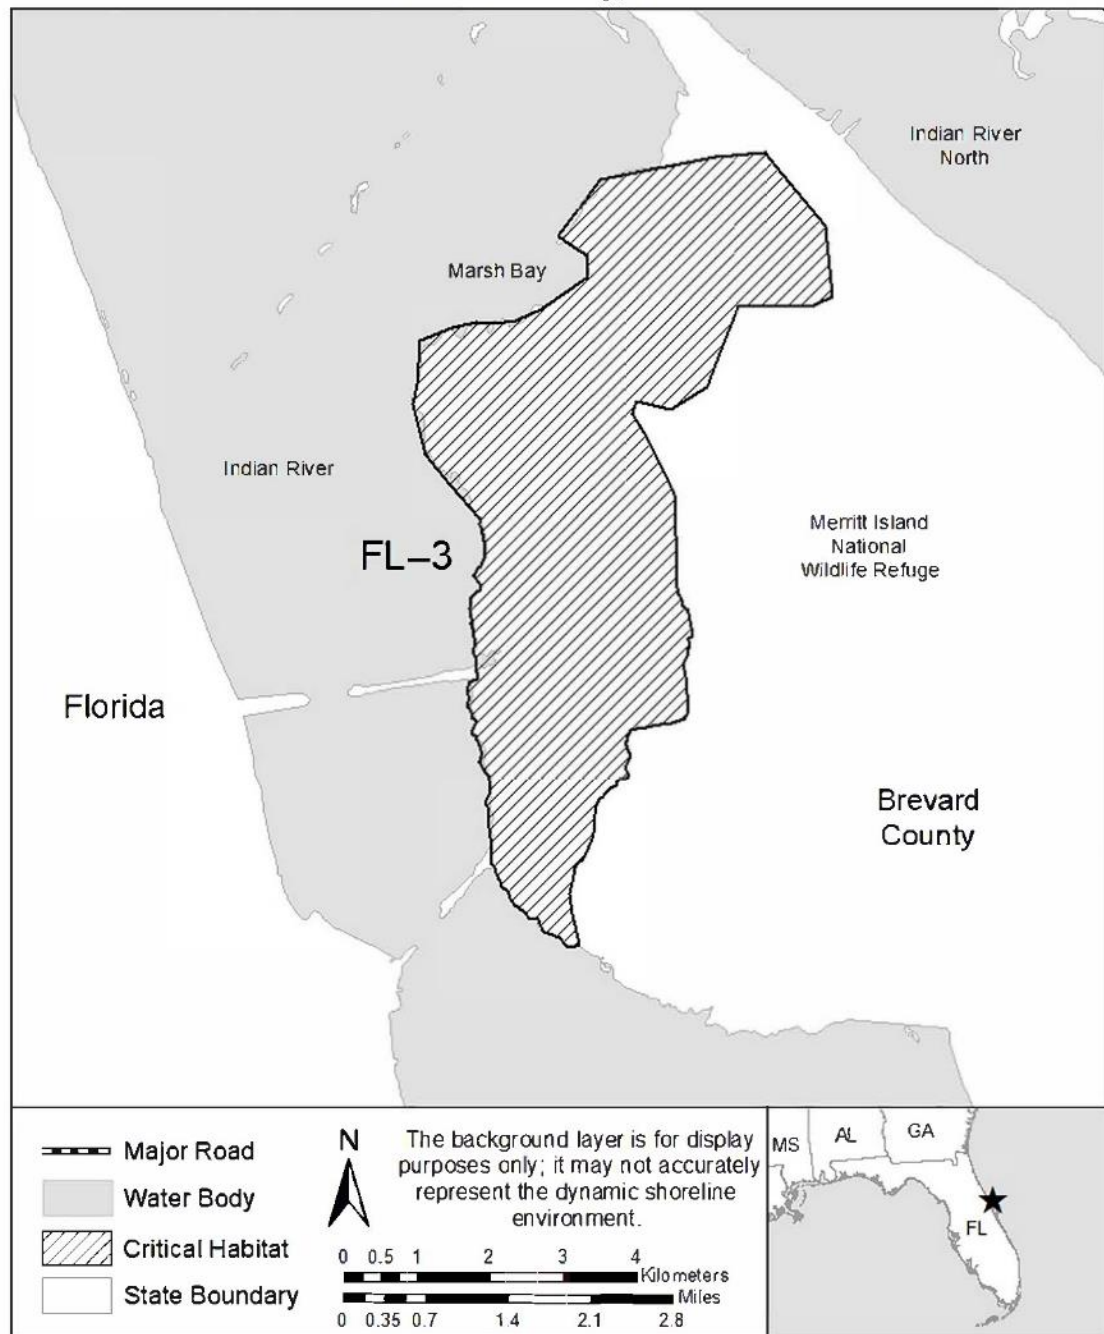 Indian River
North
Marsh Bay
Indian River
FL–3
Merritt Island
National
Wildlife Refuge
Florida
Brevard
County
Major Road
Water Body
Critical Habitat
State Boundary
N
The background layer is for display
purposes only; it may not accurately
represent the dynamic shoreline
environment.
0 0.5 1 2 3 4
Kilometers
Miles
0 0.35 0.7 1.4 2.1 2.8
MS AL GA
FL